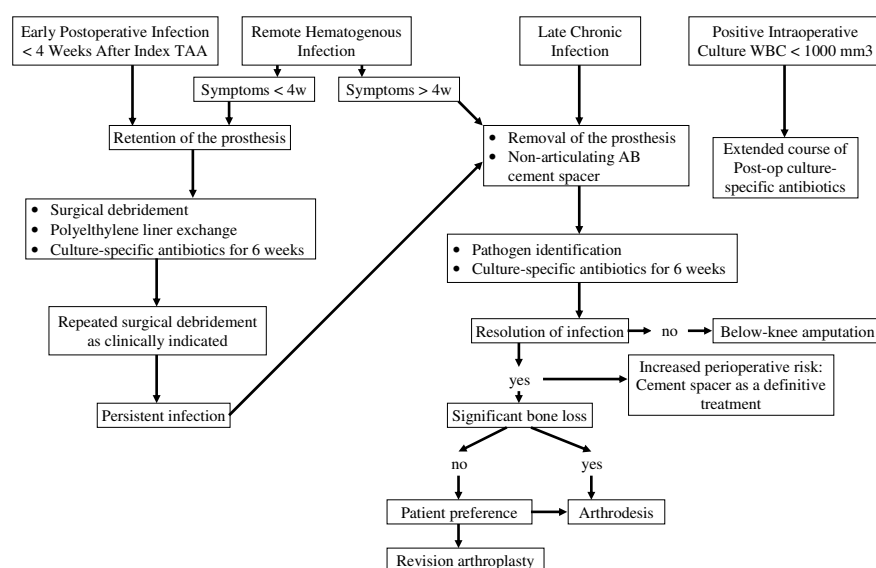 Early Postoperative Infection
< 4 Weeks After Index TAA
Remote Hematogenous
Infection
Late Chronic
Infection
Positive Intraoperative
Culture WBC < 1000 mm3
Symptoms < 4w
Symptoms > 4w
Retention of the prosthesis
• Removal of the prosthesis
• Non-articulating AB
cement spacer
Extended course of
Post-op culture-
specific antibiotics
• Surgical debridement
• Polyelthylene liner exchange
• Culture-specific antibiotics for 6 weeks
• Pathogen identification
• Culture-specific antibiotics for 6 weeks
Repeated surgical debridement
as clinically indicated
Resolution of infection
no
Below-knee amputation
yes
Increased perioperative risk:
Cement spacer as a definitive
treatment
Persistent infection
Significant bone loss
no
yes
Patient preference
Arthrodesis
Revision arthroplasty